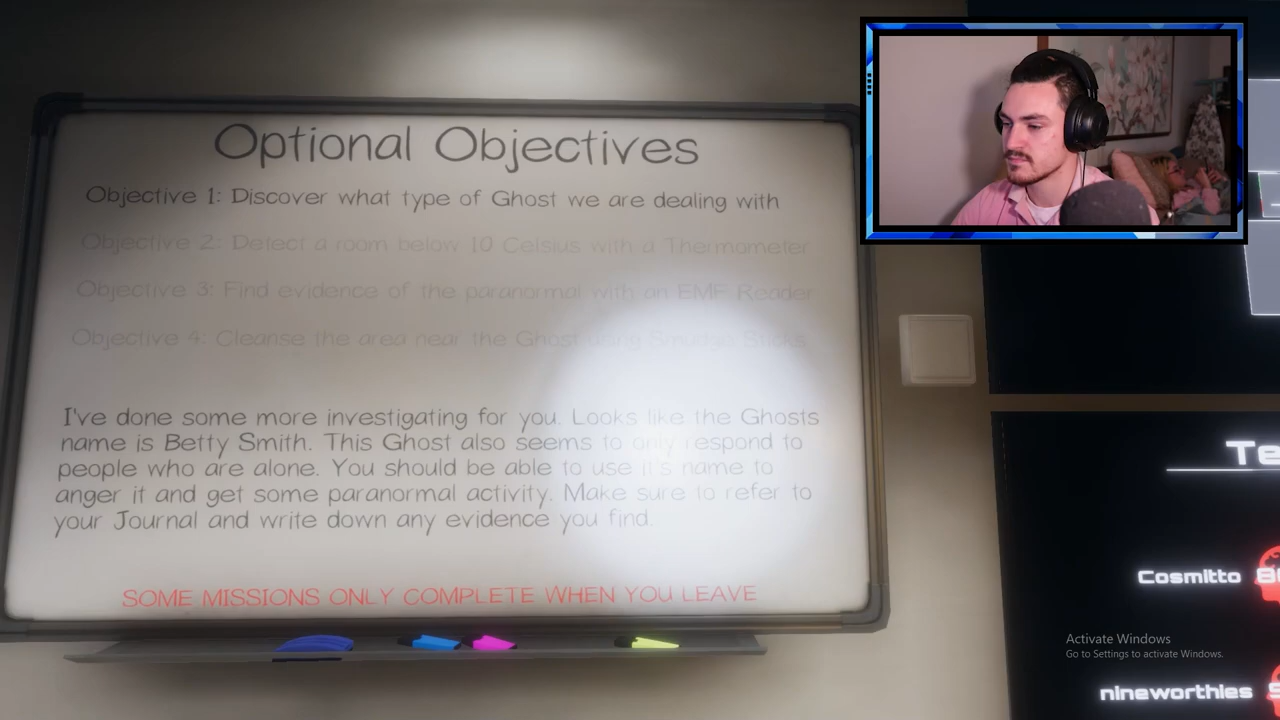 Optional Objectives
Objective 1: Discover what type of Ghost we are dealing with
Objective 2: Detect a room below 10 Celsius with a Thermometer
Objective 3: Find evidence of the paranormal with an EMF Reader
Objective 4: Cleanse the area near the Ghost using Smudge Sticks
I've done some more investigating for you. Looks like the Ghosts
name is Betty Smith. This Ghost also seems to only respond to
people who are alone. You should be able to use it's name to
anger it and get some paranormal activity. Make sure to refer to
your Journal and write down any evidence you find.
SOME MISSIONS ONLY COMPLETE WHEN YOU LEAVE
Te
Cosmitto
Activate Windows
Go to Settings to activate Windows.
nineworthies